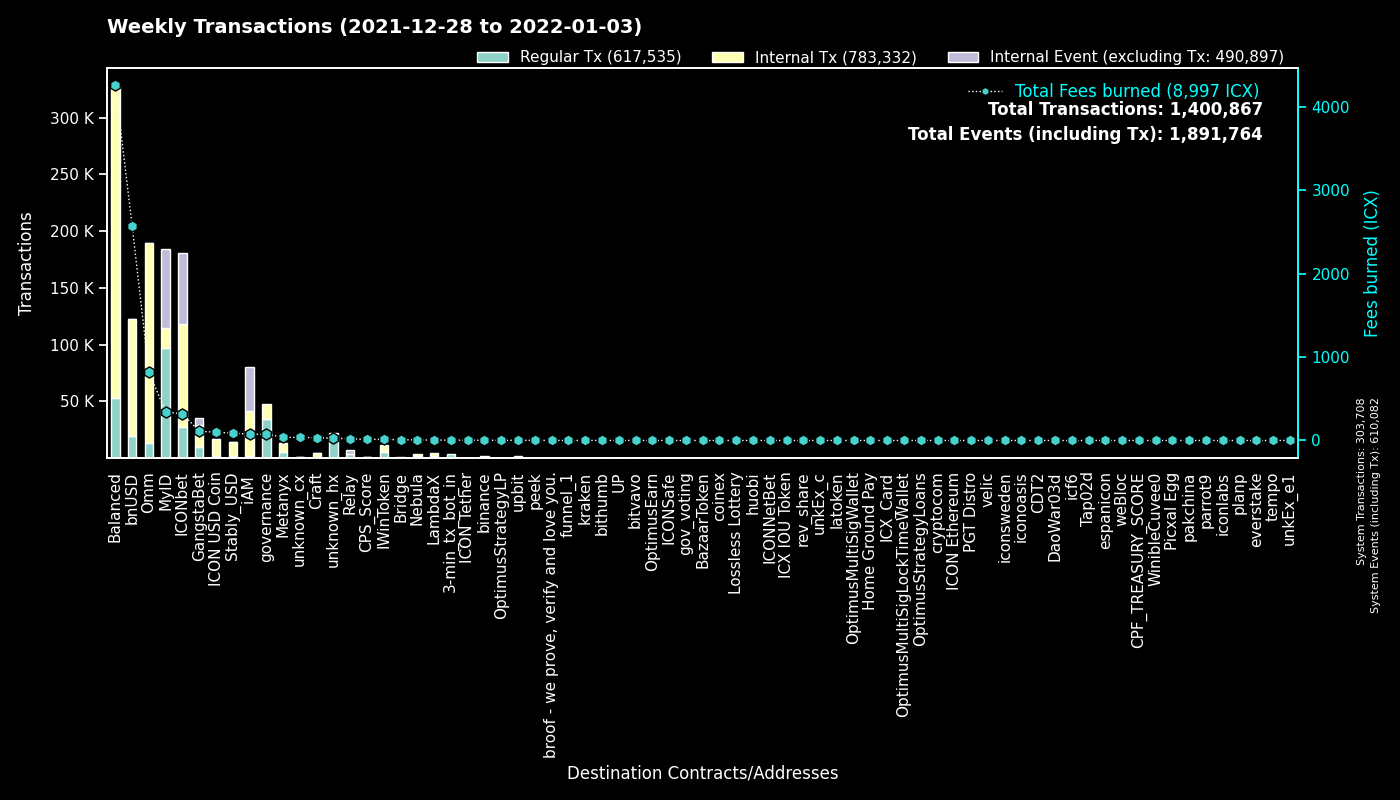 Weekly Transactions (2021-12-28 to 2022-01-03)
Regular Tx (617,535)
Internal Tx (783,332)
Internal Event (excluding Tx: 490,897)
Total Fees burned (8,997 ICX)
Total Transactions: 1,400,867
Total Events (including Tx): 1,891,764
Transactions
300 K
250 K
200 K
150 K
100 K
50 K
4000
3000
2000
1000
0
Fees burned (ICX)
System Transactions: 303,708
System Events (including Tx): 610,082
Balanced
bnUSD
Omm
MyID
ICONbet
GangstaBet
ICON USD Coin
Stably_USD
iAM
governance
Metanyx
unknown_cx
Craft
unknown_hx
Relay
CPS_Score
IWinToken
Bridge
Nebula
LambdaX
3-min_tx_bot_in
ICON_Tether
binance
OptimusStrategyLP
upbit
peek
broof - we prove, verify and love you.
funnel_1
kraken
bithumb
UP
bitvavo
OptimusEarn
ICONSafe
gov_voting
BazaarToken
coinex
Lossless Lottery
huobi
ICONNetBet
ICX IOU Token
rev_share
unkEx_c
latoken
OptimusMultiSigWallet
Home Ground Pay
ICX_Card
OptimusMultiSigLockTimeWallet
OptimusStrategyLoans
cryptocom
ICON Ethereum
PGT Distro
velic
iconsweden
iconoasis
CDT2
DaoWar03d
icf6
Tap02d
espanicon
weBloc
CPF_TREASURY_SCORE
WinibleCuvee0
Picxal Egg
pakchina
parrot9
iconlabs
planp
everstake
tempo
unkEx_e1
Destination Contracts/Addresses